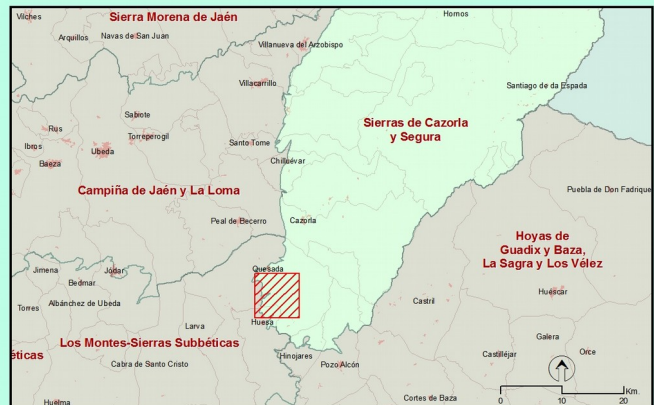 Vilches
Sierra Morena de Jaén
Hornos
Arquillos
Navas de San Juan
Villanueva del Arzobispo
Villacarrillo
Santiago de da Espada
Sabiote
Sierras de Cazorla
y Segura
Rus
Torreperogil
Ibros
Ubeda
Santo Tome
Baeza
Chilluévar
Campiña de Jaén y La Loma
Puebla de Don Fadrique
Peal de Becerro
Cazorla
Hoyas de
Guadix y Baza,
La Sagra y Los Vélez
Jimena
Jódar
Quesada
Bedmar
Huescar
Torres
Albánchez de Ubeda
Castril
Larva
Huesa
Los Montes-Sierras Subbéticas
Galera
éticas
Cabra de Santo Cristo
Hinojares
Pozo Alcón
Castilléjar
Orce
Km.
0 10 20
Huelma
Cortes de Baza